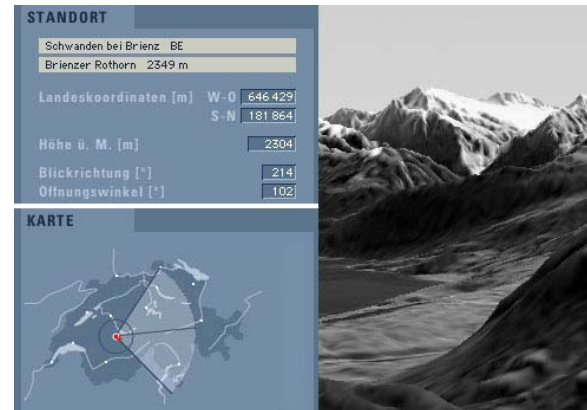 STANDORT
Schwanden bei Brienz BE
Brienzer Rothorn 2349 m
Landeskoordinaten [m] W-O 646 429
S-N 181 864
Höhe ü. M. [m] 2304
Blickrichtung [°] 214
Öffnungswinkel [°] 102
KARTE